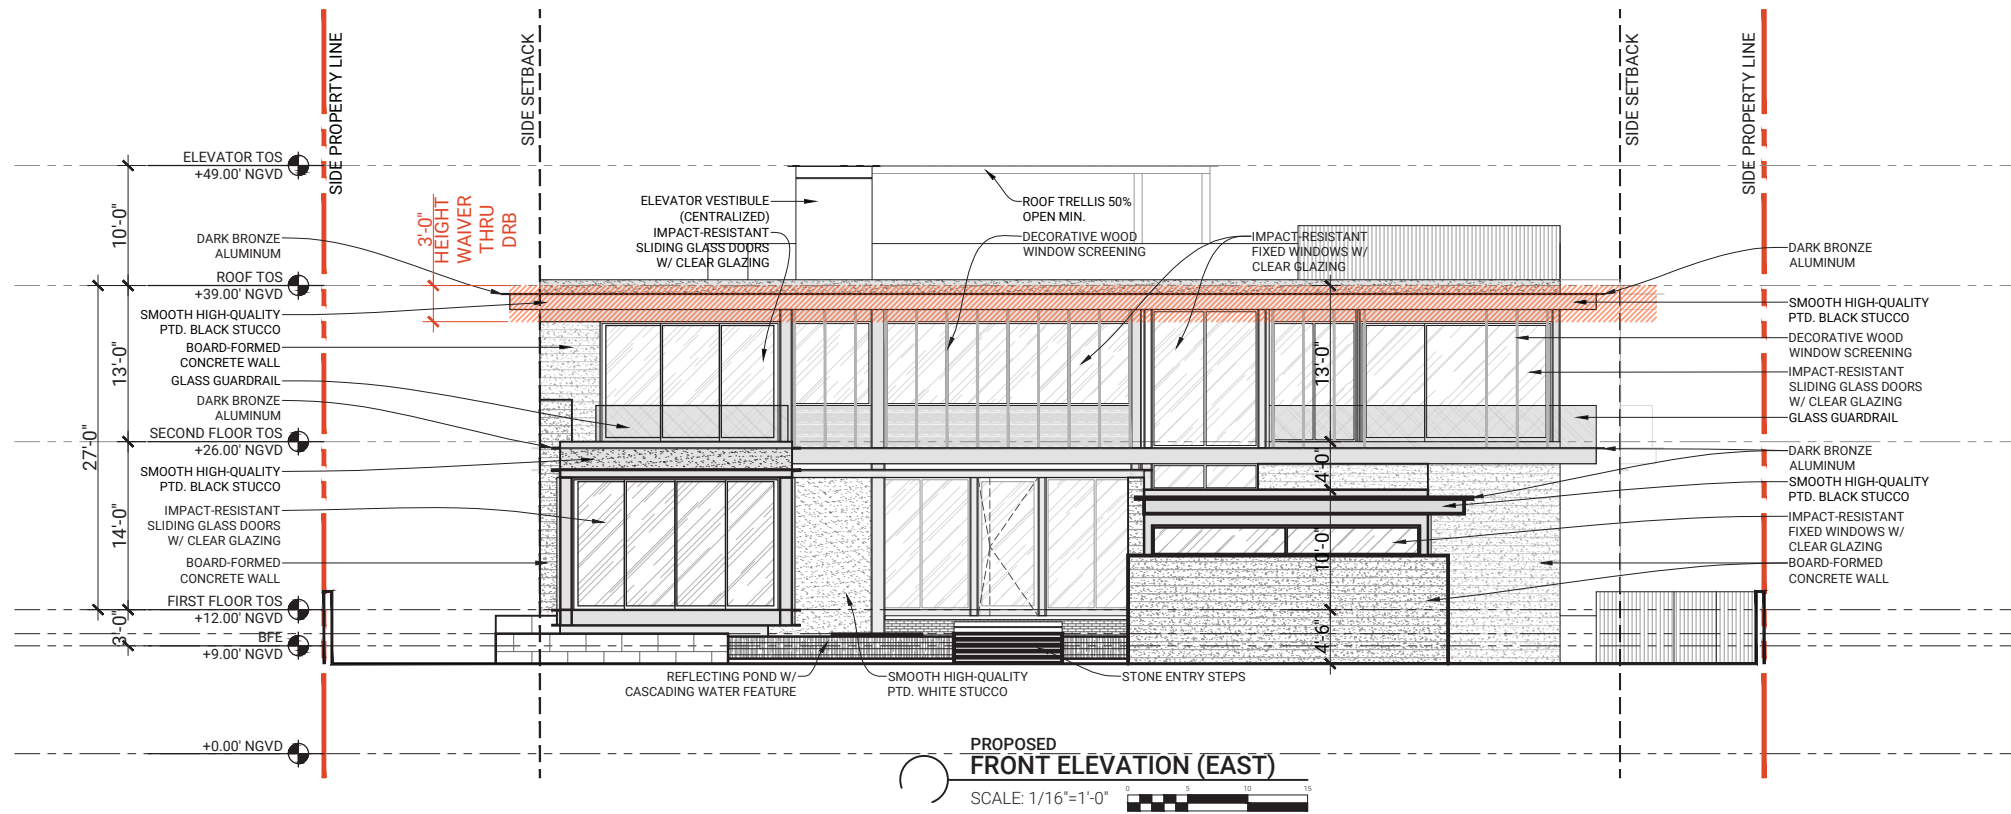 SIDE PROPERTY LINE
SIDE SETBACK
SIDE SETBACK
SIDE PROPERTY LINE
ELEVATOR TOS
+49.00' NGVD
10'-0"
3'-0"
HEIGHT
WAIVER
THRU
DRB
DARK BRONZE
ALUMINUM
ROOF TOS
+39.00' NGVD
SMOOTH HIGH-QUALITY
PTD. BLACK STUCCO
BOARD-FORMED
CONCRETE WALL
GLASS GUARDRAIL
DARK BRONZE
ALUMINUM
SECOND FLOOR TOS
+26.00' NGVD
SMOOTH HIGH-QUALITY
PTD. BLACK STUCCO
IMPACT-RESISTANT
SLIDING GLASS DOORS
W/ CLEAR GLAZING
BOARD-FORMED
CONCRETE WALL
FIRST FLOOR TOS
+12.00' NGVD
BFE
+9.00' NGVD
+0.00' NGVD
13'-0"
27'-0"
14'-0"
3'-0"
ELEVATOR VESTIBULE
(CENTRALIZED)
IMPACT-RESISTANT
SLIDING GLASS DOORS
W/ CLEAR GLAZING
ROOF TRELLIS 50%
OPEN MIN.
DECORATIVE WOOD
WINDOW SCREENING
IMPACT-RESISTANT
FIXED WINDOWS W/
CLEAR GLAZING
13'-0"
4'-0"
10'-0"
4'-6"
DARK BRONZE
ALUMINUM
SMOOTH HIGH-QUALITY
PTD. BLACK STUCCO
DECORATIVE WOOD
WINDOW SCREENING
IMPACT-RESISTANT
SLIDING GLASS DOORS
W/ CLEAR GLAZING
GLASS GUARDRAIL
DARK BRONZE
ALUMINUM
SMOOTH HIGH-QUALITY
PTD. BLACK STUCCO
IMPACT-RESISTANT
FIXED WINDOWS W/
CLEAR GLAZING
BOARD-FORMED
CONCRETE WALL
REFLECTING POND W/
CASCADING WATER FEATURE
SMOOTH HIGH-QUALITY
PTD. WHITE STUCCO
STONE ENTRY STEPS
PROPOSED
FRONT ELEVATION (EAST)
SCALE: 1/16"=1'-0"
0 5 10 15